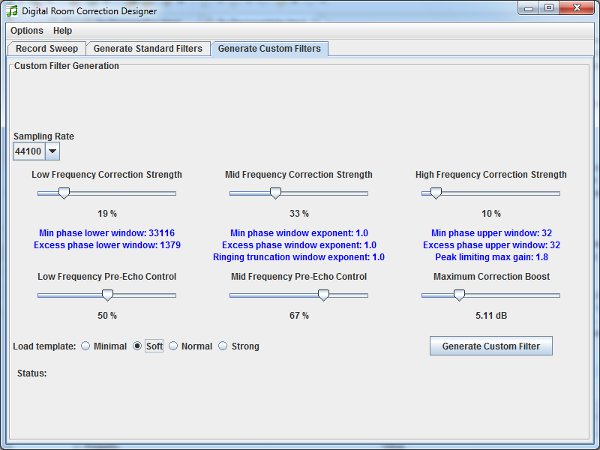 Digital Room Correction Designer
Options Help
Record Sweep Generate Standard Filters Generate Custom Filters
Custom Filter Generation
Sampling Rate
44100
Low Frequency Correction Strength Mid Frequency Correction Strength High Frequency Correction Strength
19 % 33 % 10 %
Min phase lower window: 33116 Min phase window exponent: 1.0 Min phase upper window: 32
Excess phase lower window: 1379 Excess phase window exponent: 1.0 Excess phase upper window: 32
Ringing truncation window exponent: 1.0 Peak limiting max gain: 1.8
Low Frequency Pre-Echo Control Mid Frequency Pre-Echo Control Maximum Correction Boost
50 % 67 % 5.11 dB
Load template: Minimal Soft Normal Strong Generate Custom Filter
Status: